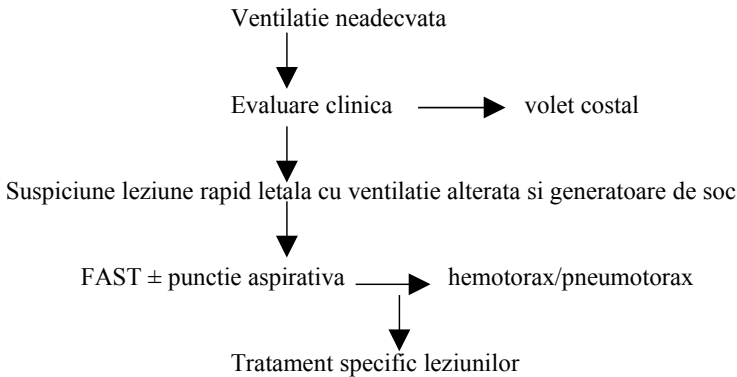 Ventilatie neadecvata
Evaluare clinica volet costal
Suspiciune leziune rapid letala cu ventilatie alterata si generatoare de soc
FAST ± punctie aspirativa hemotorax/pneumotorax
Tratament specific leziunilor